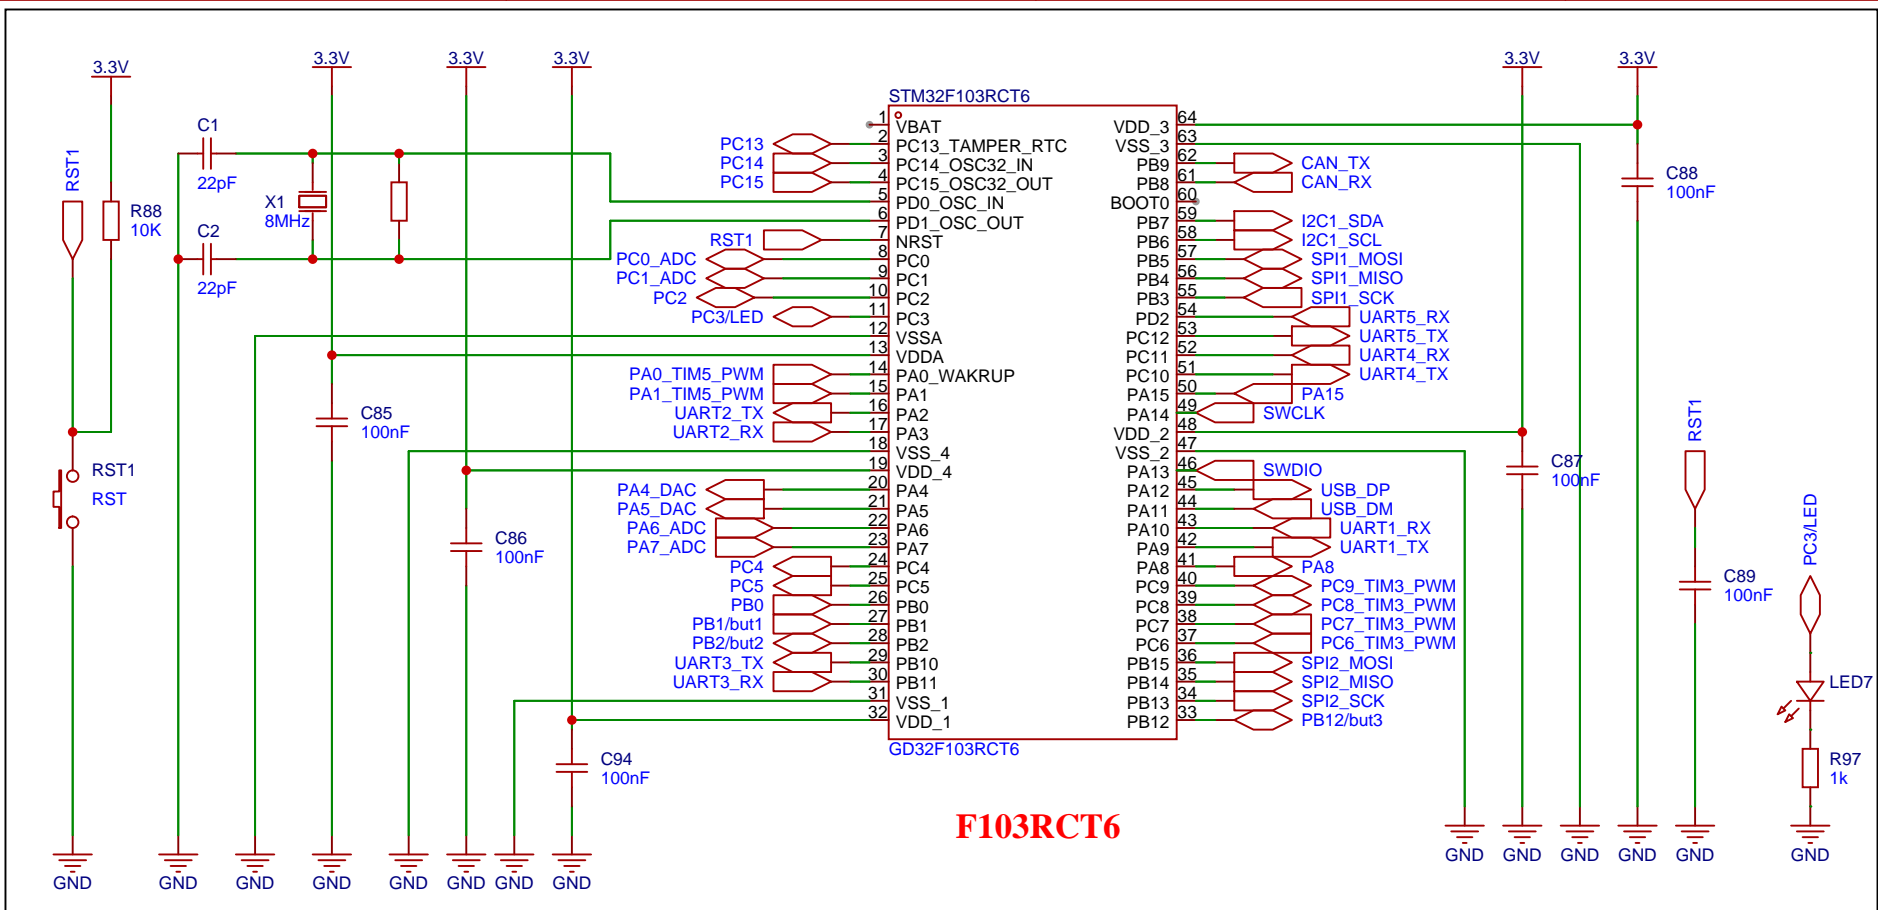 3.3V
3.3V
3.3V
3.3V
3.3V
3.3V
RST1
R88
10K
C1
22pF
C2
22pF
X1
8MHz
RST1
RST
C85
100nF
C86
100nF
C94
100nF
STM32F103RCT6
PC13
PC14
PC15
RST1
PC0_ADC
PC1_ADC
PC2
PC3/LED
PA0_TIM5_PWM
PA1_TIM5_PWM
UART2_TX
UART2_RX
PA4_DAC
PA5_DAC
PA6_ADC
PA7_ADC
PC4
PC5
PB0
PB1/but1
PB2/but2
UART3_TX
UART3_RX
1 VBAT
2 PC13_TAMPER_RTC
3 PC14_OSC32_IN
4 PC15_OSC32_OUT
5 PD0_OSC_IN
6 PD1_OSC_OUT
7 NRST
8 PC0
9 PC1
10 PC2
11 PC3
12 VSSA
13 VDDA
14 PA0_WAKRUP
15 PA1
16 PA2
17 PA3
18 VSS_4
19 VDD_4
20 PA4
21 PA5
22 PA6
23 PA7
24 PC4
25 PC5
26 PB0
27 PB1
28 PB2
29 PB10
30 PB11
31 VSS_1
32 VDD_1
VDD_3 64
VSS_3 63
PB9 62 CAN_TX
PB8 61 CAN_RX
BOOT0 60
PB7 59 I2C1_SDA
PB6 58 I2C1_SCL
PB5 57 SPI1_MOSI
PB4 56 SPI1_MISO
PB3 55 SPI1_SCK
PD2 54 UART5_RX
PC12 53 UART5_TX
PC11 52 UART4_RX
PC10 51 UART4_TX
PA15 50 PA15
PA14 49 SWCLK
VDD_2 48
VSS_2 47
PA13 46 SWDIO
PA12 45 USB_DP
PA11 44 USB_DM
PA10 43 UART1_RX
PA9 42 UART1_TX
PA8 41 PA8
PC9 40 PC9_TIM3_PWM
PC8 39 PC8_TIM3_PWM
PC7 38 PC7_TIM3_PWM
PC6 37 PC6_TIM3_PWM
PB15 36 SPI2_MOSI
PB14 35 SPI2_MISO
PB13 34 SPI2_SCK
PB12 33 PB12/but3
GD32F103RCT6
C88
100nF
C87
100nF
RST1
C89
100nF
PC3/LED
LED7
R97
1k
F103RCT6
GND
GND
GND
GND
GND
GND
GND
GND
GND
GND
GND
GND
GND
GND